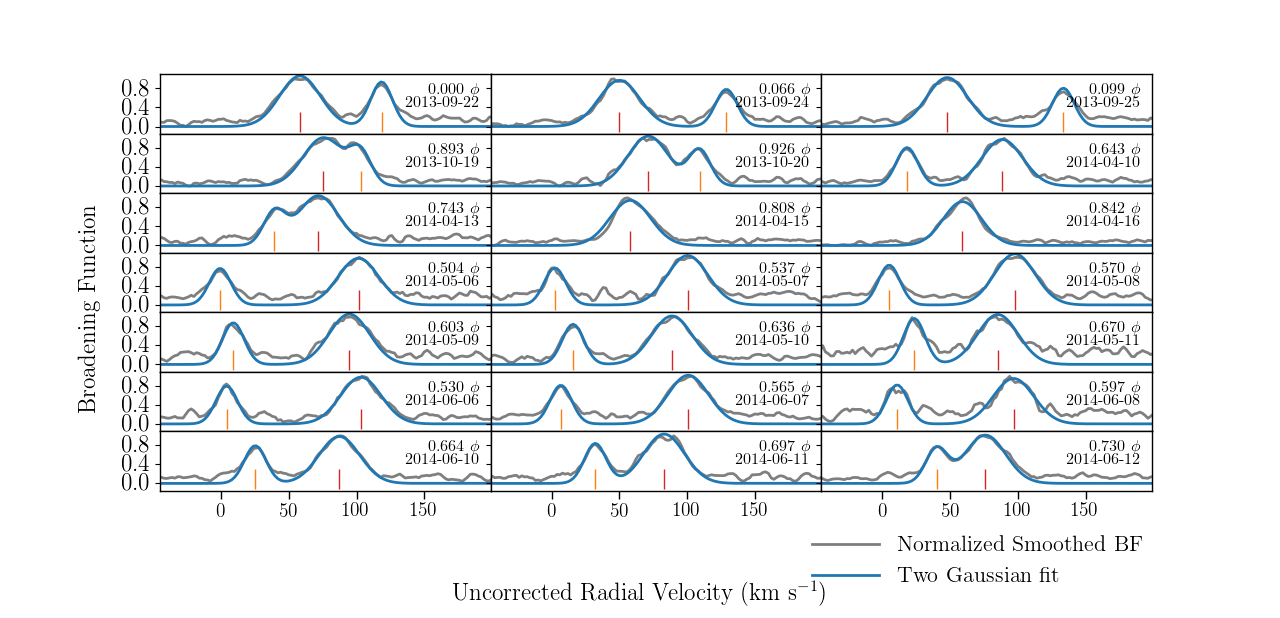 0.8
0.4
0.0
0.000 ϕ
2013-09-22
0.066 ϕ
2013-09-24
0.099 ϕ
2013-09-25
0.8
0.4
0.0
0.893 ϕ
2013-10-19
0.926 ϕ
2013-10-20
0.643 ϕ
2014-04-10
0.8
0.4
0.0
0.743 ϕ
2014-04-13
0.808 ϕ
2014-04-15
0.842 ϕ
2014-04-16
0.8
0.4
0.0
0.504 ϕ
2014-05-06
0.537 ϕ
2014-05-07
0.570 ϕ
2014-05-08
0.8
0.4
0.0
0.603 ϕ
2014-05-09
0.636 ϕ
2014-05-10
0.670 ϕ
2014-05-11
0.8
0.4
0.0
0.530 ϕ
2014-06-06
0.565 ϕ
2014-06-07
0.597 ϕ
2014-06-08
0.8
0.4
0.0
0.664 ϕ
2014-06-10
0.697 ϕ
2014-06-11
0.730 ϕ
2014-06-12
0 50 100 150
0 50 100 150
0 50 100 150
Broadening Function
Normalized Smoothed BF
Two Gaussian fit
Uncorrected Radial Velocity (km s⁻¹)